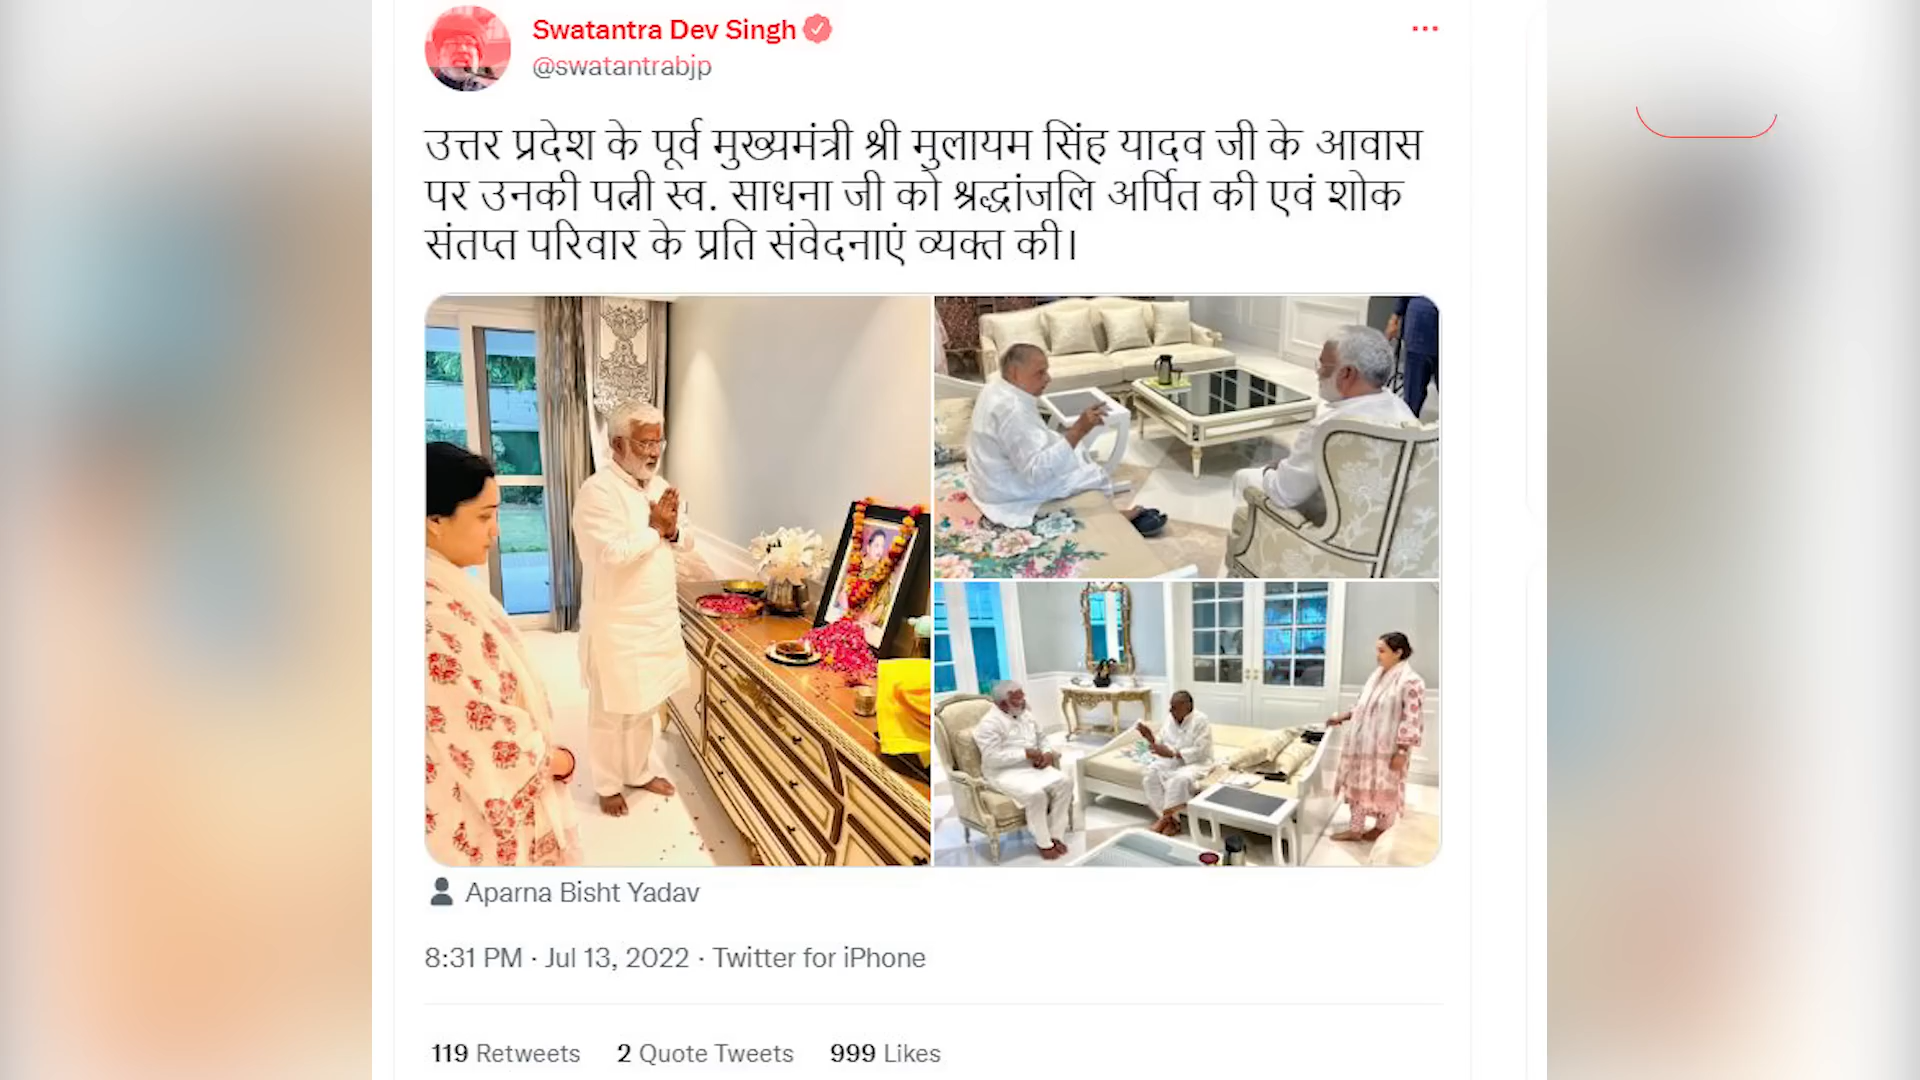 Swatantra Dev Singh
@swatantrabjp
उत्तर प्रदेश के पूर्व मुख्यमंत्री श्री मुलायम सिंह यादव जी के आवास
पर उनकी पत्नी स्व. साधना जी को श्रद्धांजलि अर्पित की एवं शोक
संतप्त परिवार के प्रति संवेदनाएं व्यक्त की।
Aparna Bisht Yadav
8:31 PM · Jul 13, 2022 · Twitter for iPhone
119 Retweets 2 Quote Tweets 999 Likes